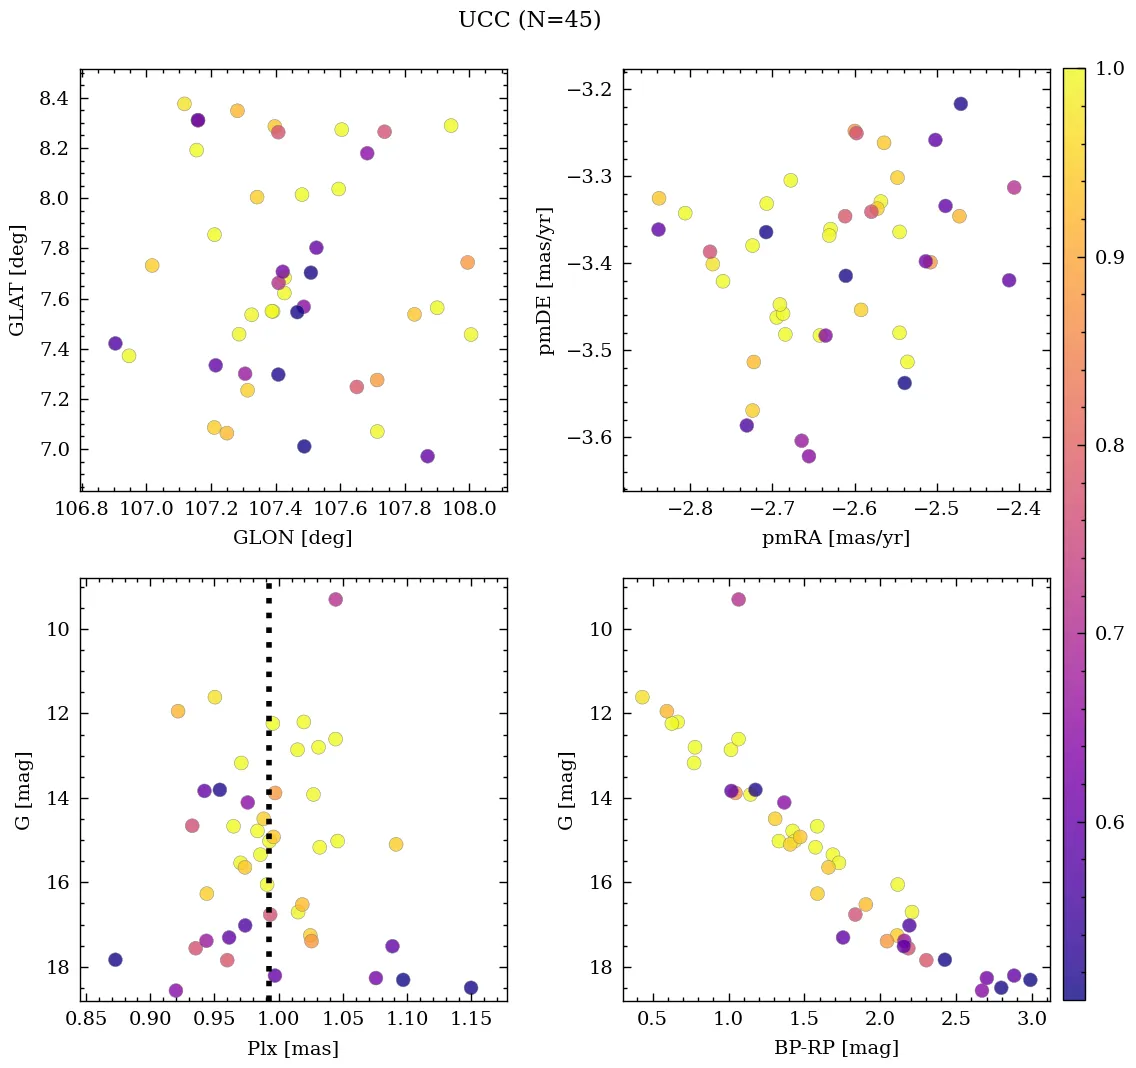 UCC (N=45)
8.4
8.2
8.0
7.8
7.6
7.4
7.2
7.0
GLAT [deg]
106.8 107.0 107.2 107.4 107.6 107.8 108.0
GLON [deg]
−3.2
−3.3
−3.4
−3.5
−3.6
pmDE [mas/yr]
−2.8 −2.7 −2.6 −2.5 −2.4
pmRA [mas/yr]
10
12
14
16
18
G [mag]
0.85 0.90 0.95 1.00 1.05 1.10 1.15
Plx [mas]
10
12
14
16
18
G [mag]
0.5 1.0 1.5 2.0 2.5 3.0
BP-RP [mag]
1.0
0.9
0.8
0.7
0.6